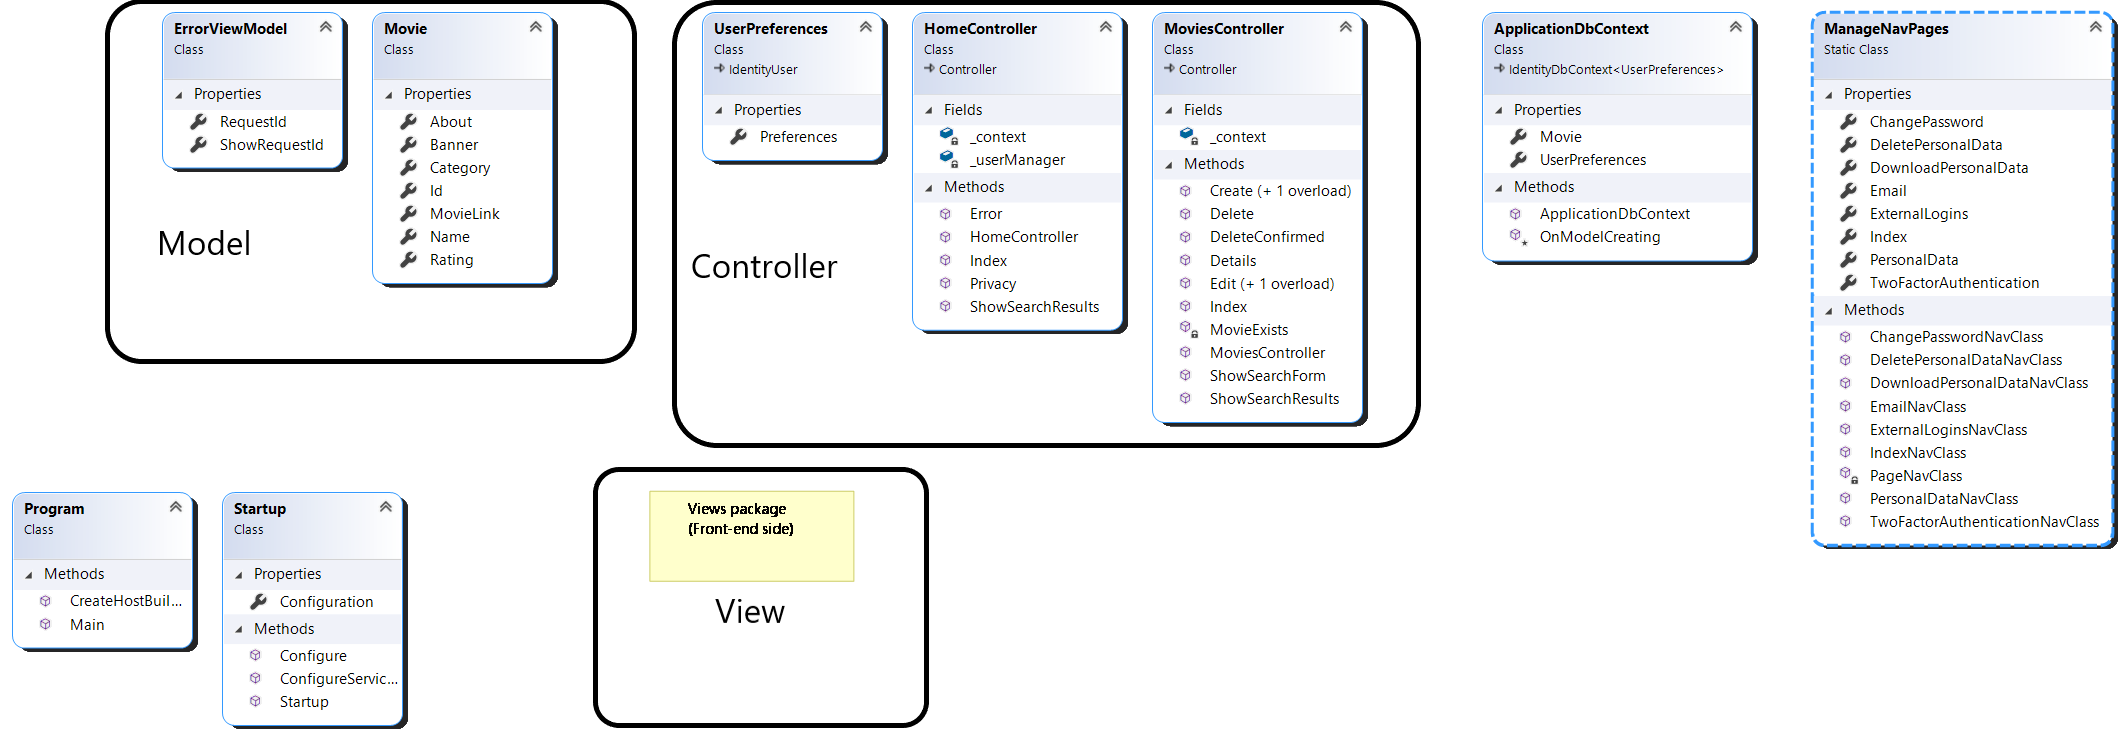 ErrorViewModel
Class
Properties
RequestId
ShowRequestId
Movie
Class
Properties
About
Banner
Category
Id
MovieLink
Name
Rating
Model
UserPreferences
Class
IdentityUser
Properties
Preferences
HomeController
Class
Controller
Fields
_context
_userManager
Methods
Error
HomeController
Index
Privacy
ShowSearchResults
MoviesController
Class
Controller
Fields
_context
Methods
Create (+ 1 overload)
Delete
DeleteConfirmed
Details
Edit (+ 1 overload)
Index
MovieExists
MoviesController
ShowSearchForm
ShowSearchResults
Controller
ApplicationDbContext
Class
IdentityDbContext<UserPreferences>
Properties
Movie
UserPreferences
Methods
ApplicationDbContext
OnModelCreating
ManageNavPages
Static Class
Properties
ChangePassword
DeletePersonalData
DownloadPersonalData
Email
ExternalLogins
Index
PersonalData
TwoFactorAuthentication
Methods
ChangePasswordNavClass
DeletePersonalDataNavClass
DownloadPersonalDataNavClass
EmailNavClass
ExternalLoginsNavClass
IndexNavClass
PageNavClass
PersonalDataNavClass
TwoFactorAuthenticationNavClass
Program
Class
Methods
CreateHostBuil...
Main
Startup
Class
Properties
Configuration
Methods
Configure
ConfigureServic...
Startup
Views package
(Front-end side)
View